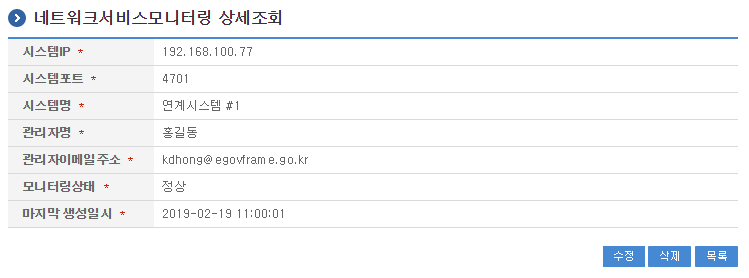 네트워크서비스모니터링 상세조회
시스템IP * 192.168.100.77
시스템포트 * 4701
시스템명 * 연계시스템 #1
관리자명 * 홍길동
관리자이메일주소 * kdhong@egovframe.go.kr
모니터링상태 * 정상
마지막 생성일시 * 2019-02-19 11:00:01
수정 삭제 목록